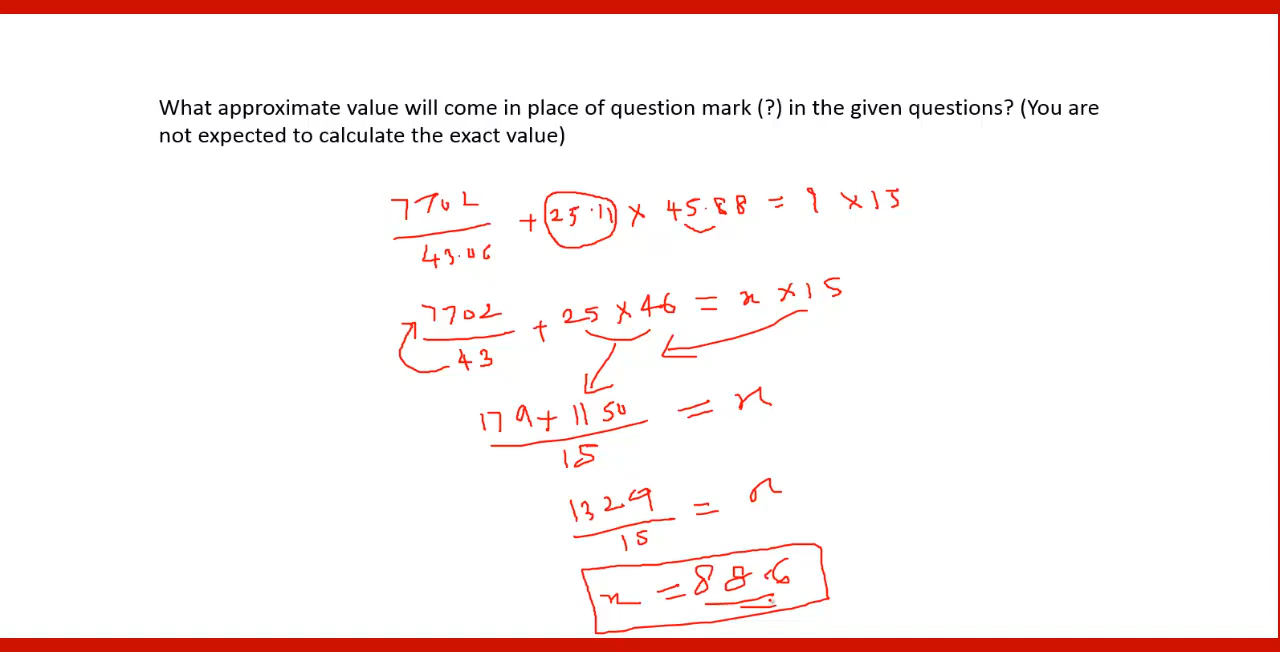 What approximate value will come in place of question mark (?) in the given questions? (You are
not expected to calculate the exact value)
7702/43.06 + 25.11 × 45.88 = ? × 15
7702/43 + 25 × 46 = x × 15
179 + 1150/15 = x
1329/15 = x
x = 88.6